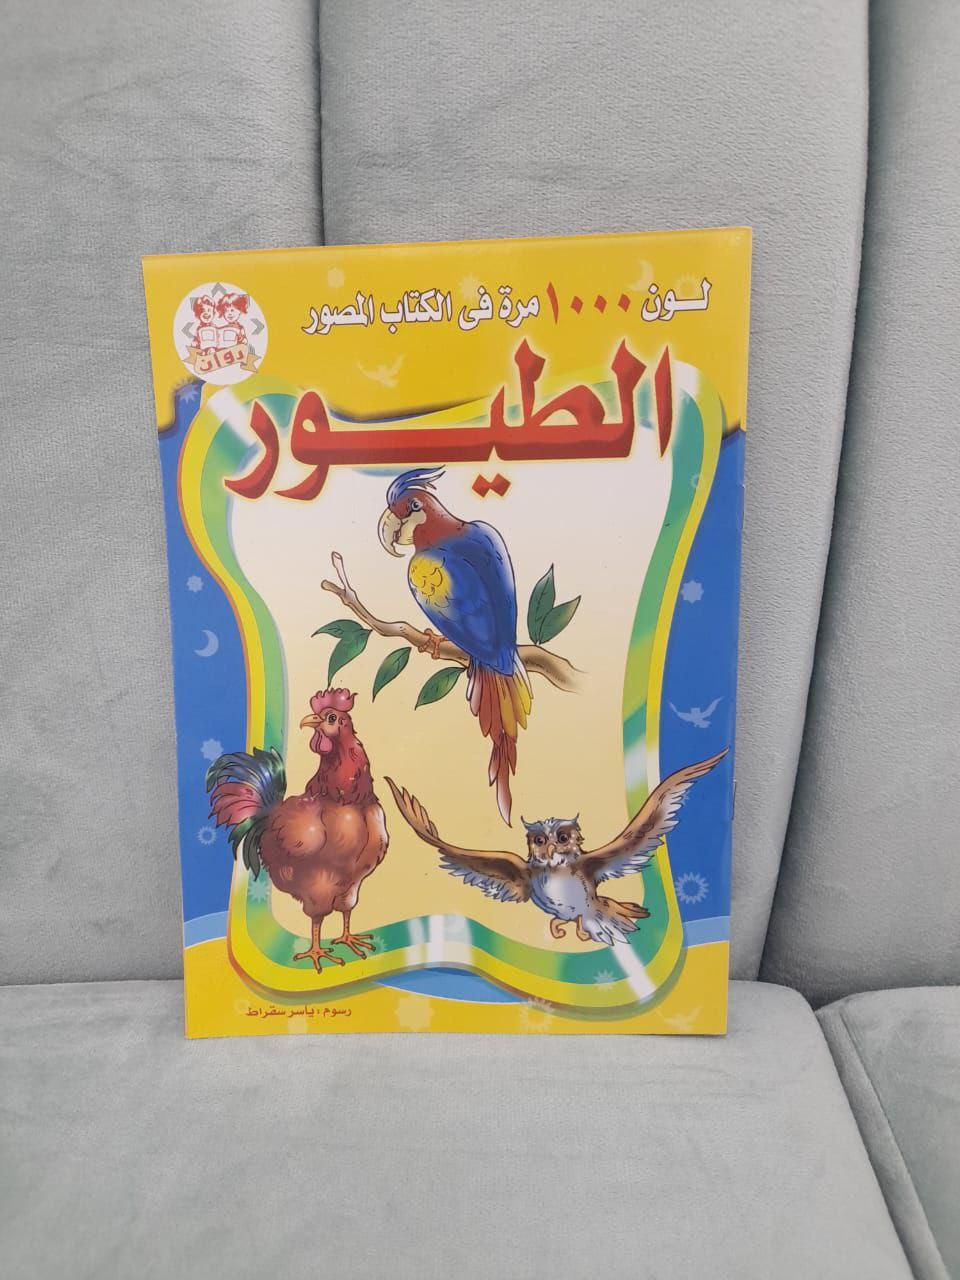 لون ١٠٠٠ مرة فى الكتاب المصور
روان
الطيور
رسوم : ياسر سقراط